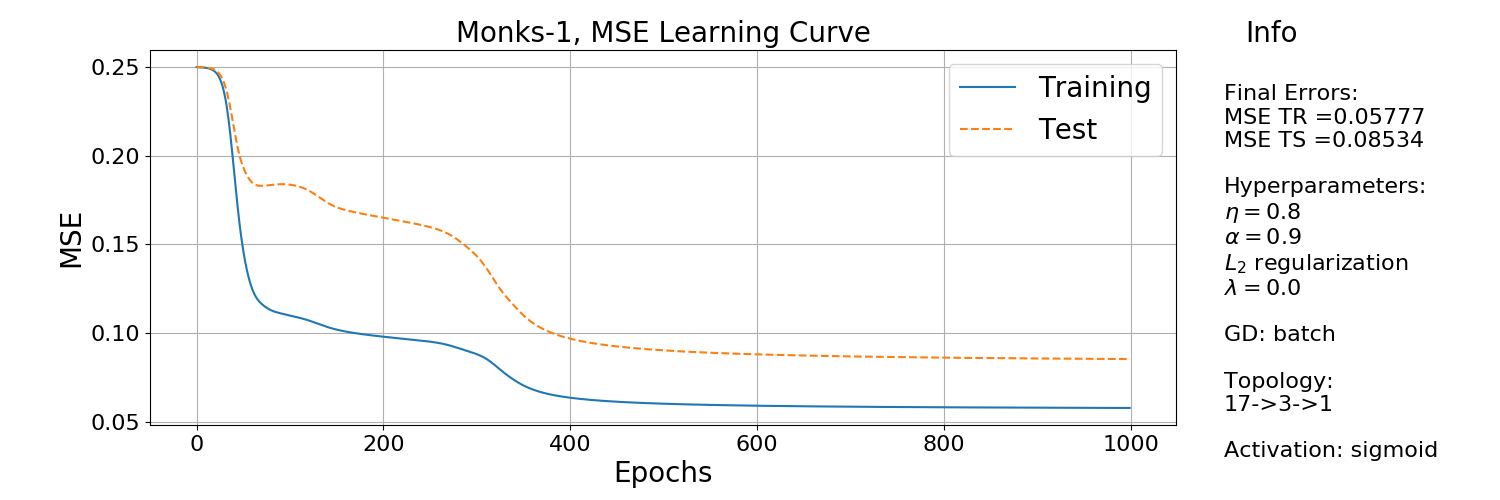 Monks-1, MSE Learning Curve
MSE
0.25
0.20
0.15
0.10
0.05
0 200 400 600 800 1000
Epochs
Training
Test
Info
Final Errors:
MSE TR =0.05777
MSE TS =0.08534
Hyperparameters:
η = 0.8
α = 0.9
L₂ regularization
λ = 0.0
GD: batch
Topology:
17->3->1
Activation: sigmoid